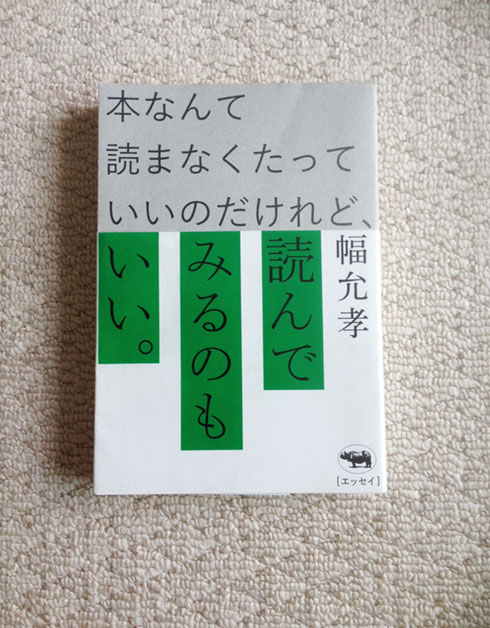 本なんて
読まなくたって
いいのだけれど、
読んで
みるのも
いい。
幅允孝
[エッセイ]